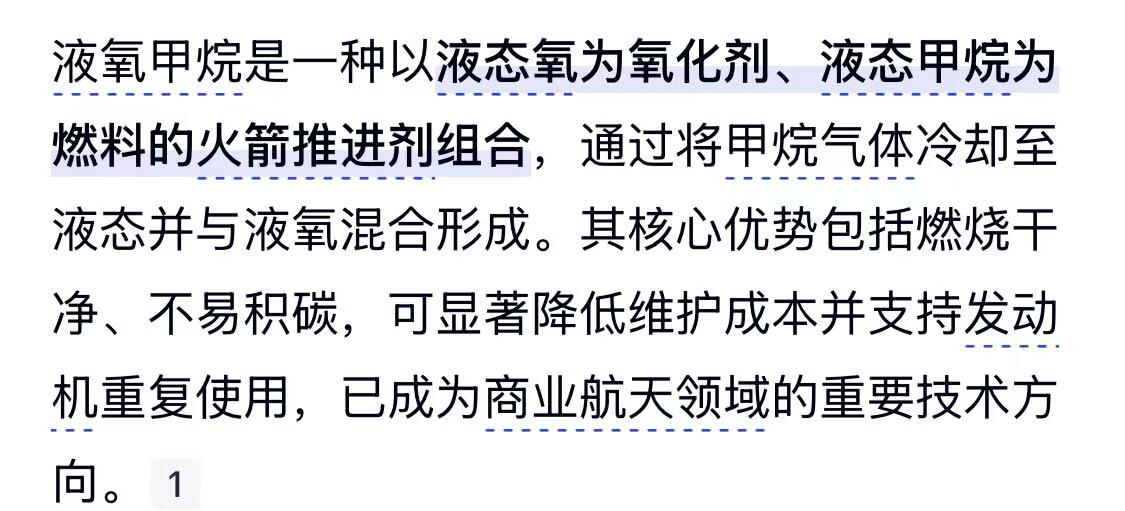 液氧甲烷是一种以液态氧为氧化剂、液态甲烷为
燃料的火箭推进剂组合，通过将甲烷气体冷却至
液态并与液氧混合形成。其核心优势包括燃烧干
净、不易积碳，可显著降低维护成本并支持发动
机重复使用，已成为商业航天领域的重要技术方
向。 1